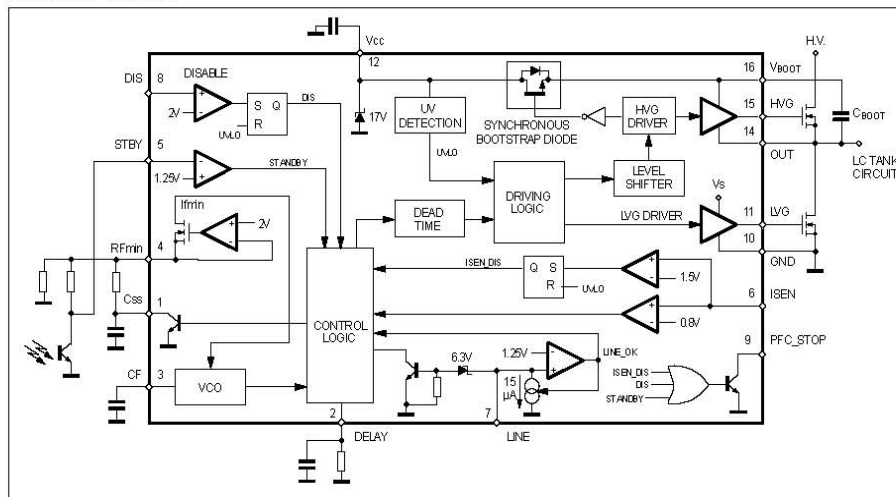 H.V.
Vcc
12
16 VBOOT
DIS 8 DISABLE
S Q DIS
R
2V
UVLO
17V
UV DETECTION
UVLO
SYNCHRONOUS BOOTSTRAP DIODE
HVG DRIVER
15 HVG
CBOOT
14
OUT
LC TANK CIRCUIT
STBY 5
1.25V
STANDBY
LEVEL SHIFTER
DRIVING LOGIC
Vs
Ifmin
2V
DEAD TIME
LVG DRIVER
11 LVG
10
GND
RFmin
4
ISEN_DIS
Q S
R
UVLO
1.5V
6 ISEN
Css
1
CONTROL LOGIC
0.8V
9 PFC_STOP
6.3V
1.25V
LINE_OK
ISEN_DIS
DIS
STANDBY
CF 3
VCO
15 µA
2
DELAY
7
LINE